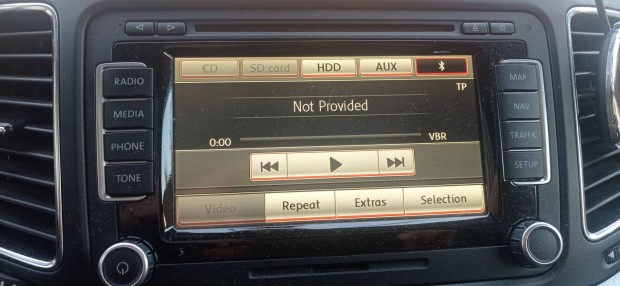 CD SD card HDD AUX
TP
Not Provided
0:00 VBR
Video Repeat Extras Selection
RADIO
MEDIA
PHONE
TONE
MAP
NAV
TRAFFIC
SETUP